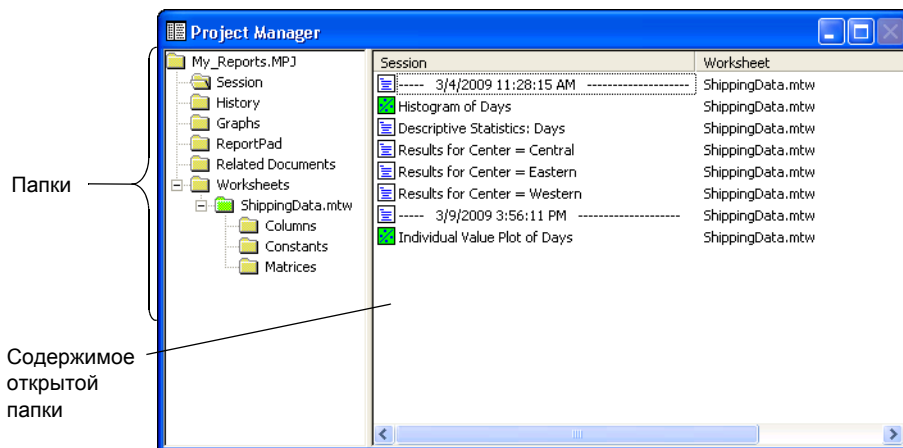 Project Manager
My_Reports.MPJ
Session
History
Graphs
ReportPad
Related Documents
Worksheets
ShippingData.mtw
Columns
Constants
Matrices
Session Worksheet
----- 3/4/2009 11:28:15 AM -------------------- ShippingData.mtw
Histogram of Days ShippingData.mtw
Descriptive Statistics: Days ShippingData.mtw
Results for Center = Central ShippingData.mtw
Results for Center = Eastern ShippingData.mtw
Results for Center = Western ShippingData.mtw
----- 3/9/2009 3:56:11 PM -------------------- ShippingData.mtw
Individual Value Plot of Days ShippingData.mtw
Папки
Содержимое
открытой
папки